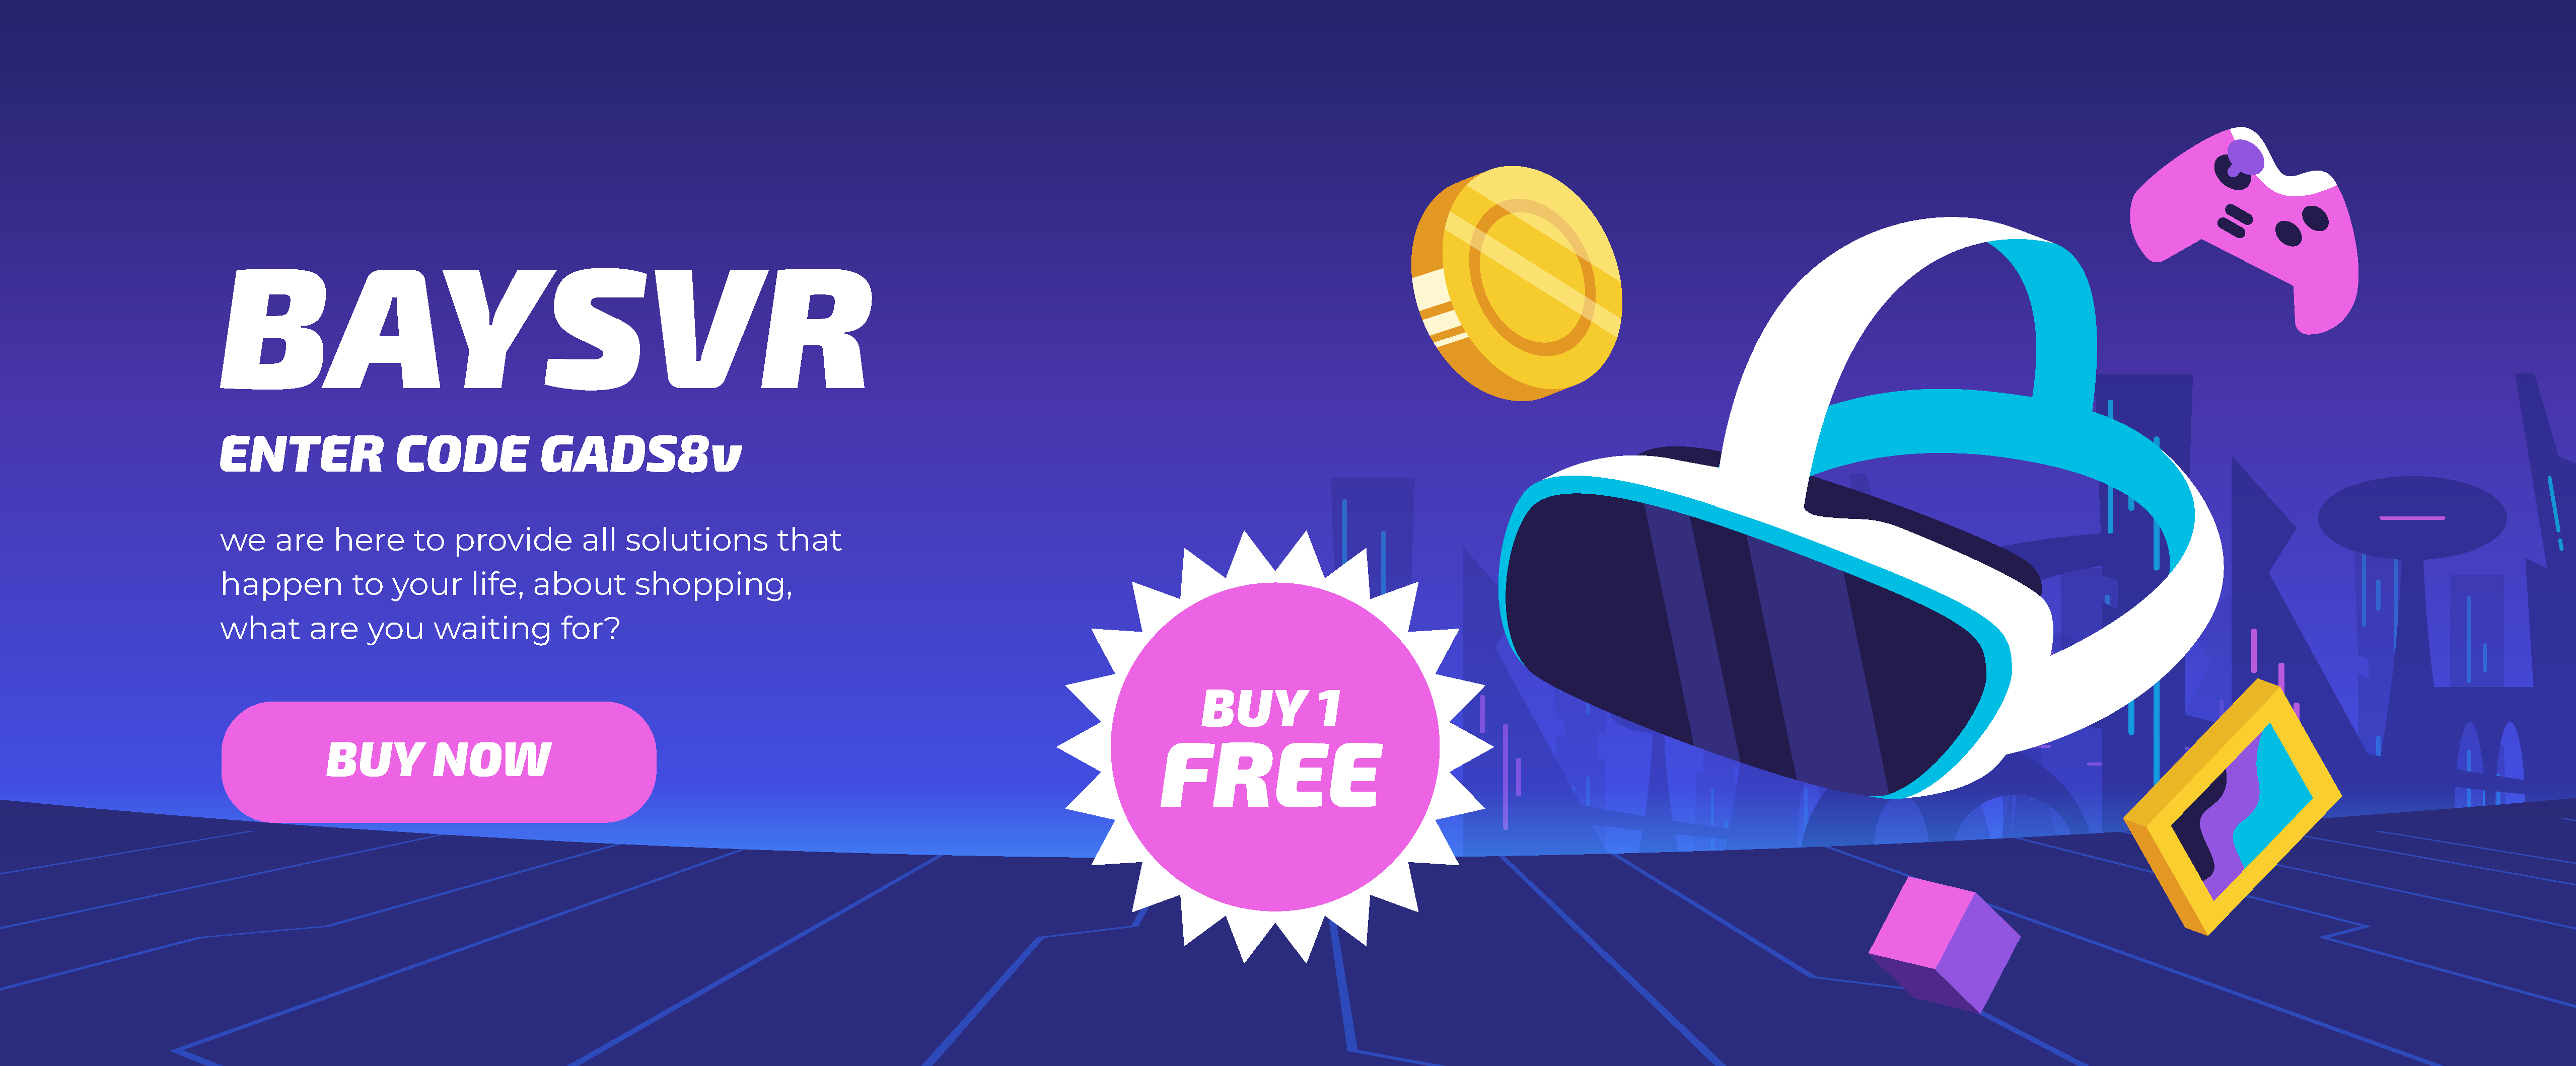 BAYSVR
ENTER CODE GADS8v
we are here to provide all solutions that
happen to your life, about shopping,
what are you waiting for?
BUY NOW
BUY 1
FREE